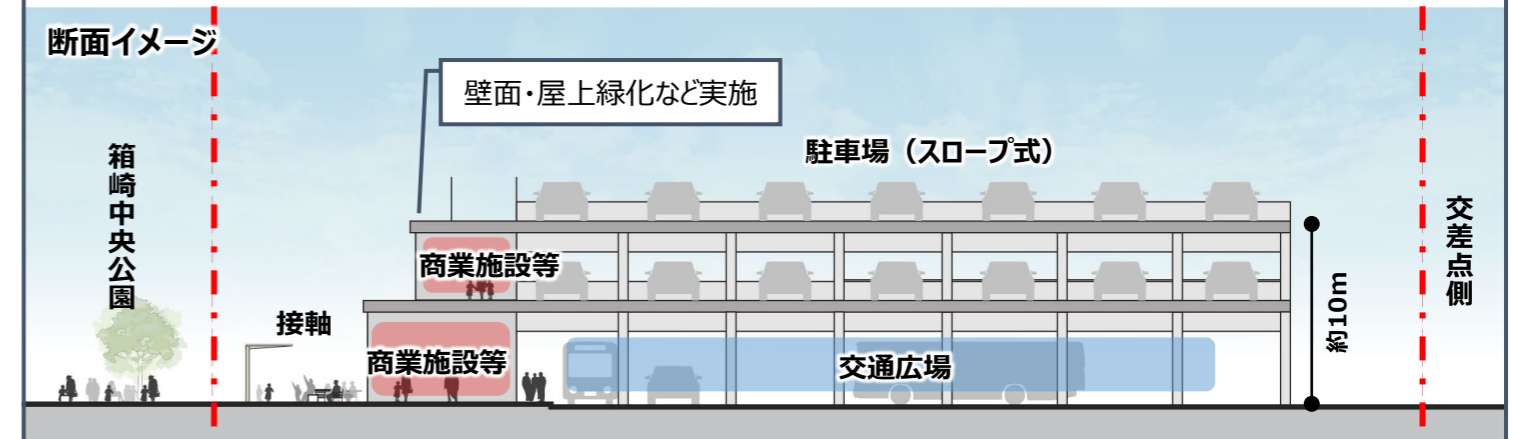 断面イメージ
壁面・屋上緑化など実施
駐車場（スロープ式）
箱崎中央公園
商業施設等
接軸
商業施設等
交通広場
約10m
交差点側